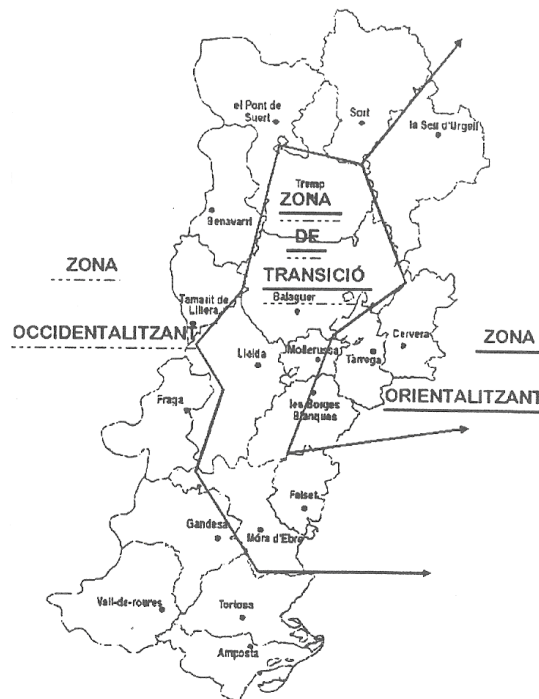 el Pont de
Suert
Sort
la Seu d'Urgell
Tremp
ZONA
Benavarri
DE
ZONA
TRANSICIÓ
Tamarit de
Llitera
Balaguer
OCCIDENTALITZANT
Cervera
ZONA
Lleida
Mollerussa
Tàrrega
ORIENTALITZANT
Fraga
les Borges
Blanques
Falset
Gandesa
Móra d'Ebre
Vall-de-roures
Tortosa
Amposta